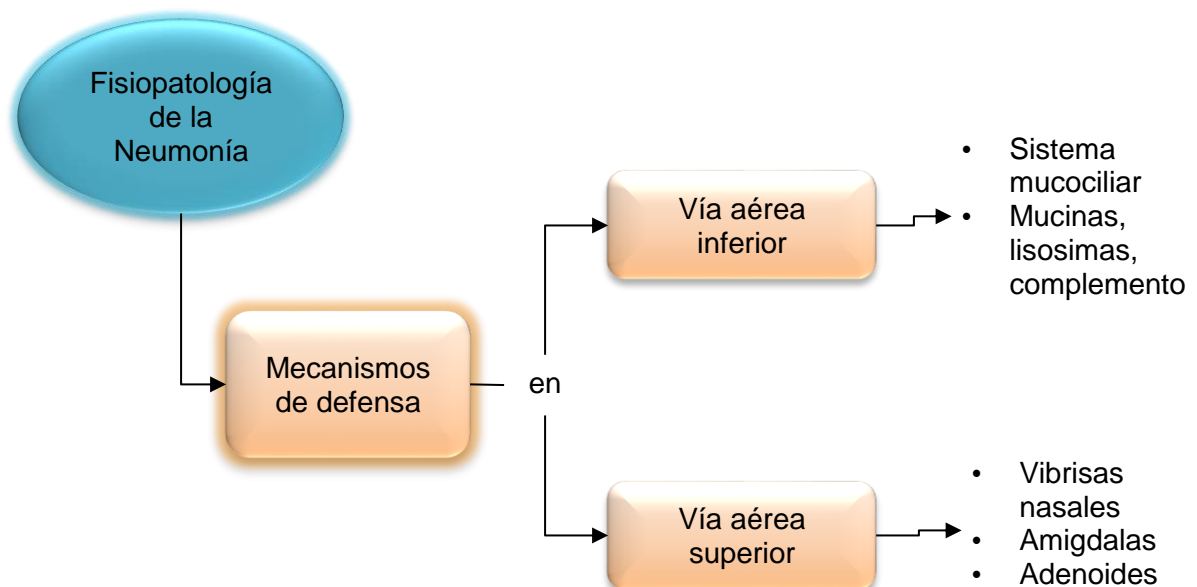 Fisiopatología
de la
Neumonía
Mecanismos
de defensa
en
Vía aérea
inferior
• Sistema
mucociliar
• Mucinas,
lisosimas,
complemento
Vía aérea
superior
• Vibrisas
nasales
• Amigdalas
• Adenoides